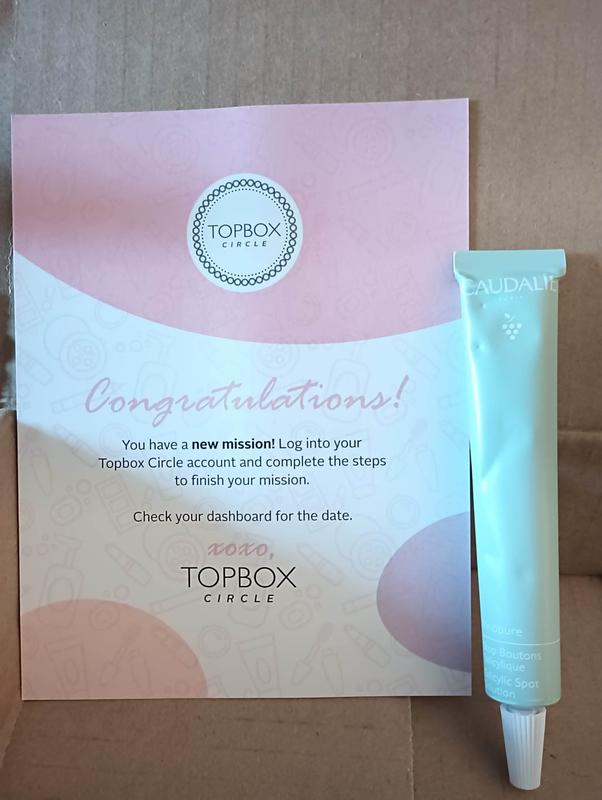 TOPBOX
CIRCLE
Congratulations!
You have a new mission! Log into your
Topbox Circle account and complete the steps
to finish your mission.
Check your dashboard for the date.
xoxo,
TOPBOX
CIRCLE
CAUDALIE
PARIS
Boutons
Spot